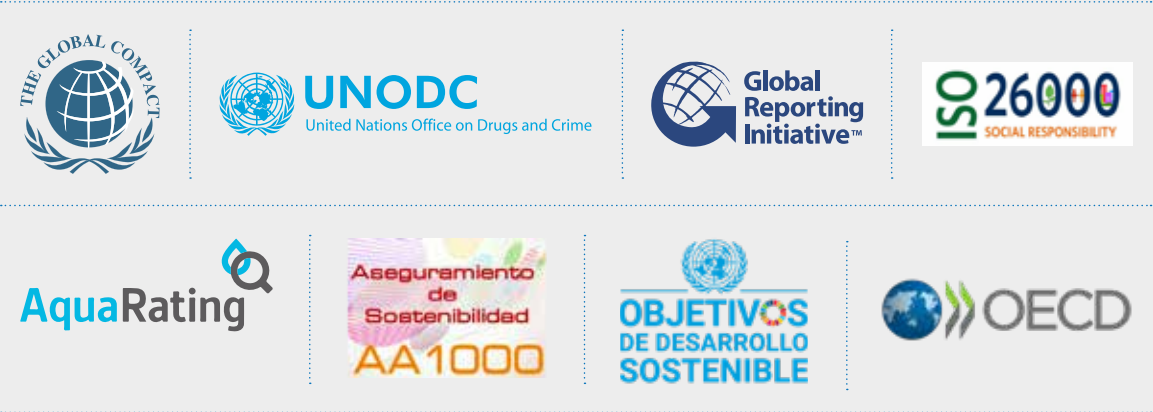 THE GLOBAL COMPACT
UNODC
United Nations Office on Drugs and Crime
Global
Reporting
Initiative™
ISO 26000
SOCIAL RESPONSIBILITY
AquaRating
Aseguramiento
de
Sostenibilidad
AA1000
OBJETIVOS
DE DESARROLLO
SOSTENIBLE
OECD